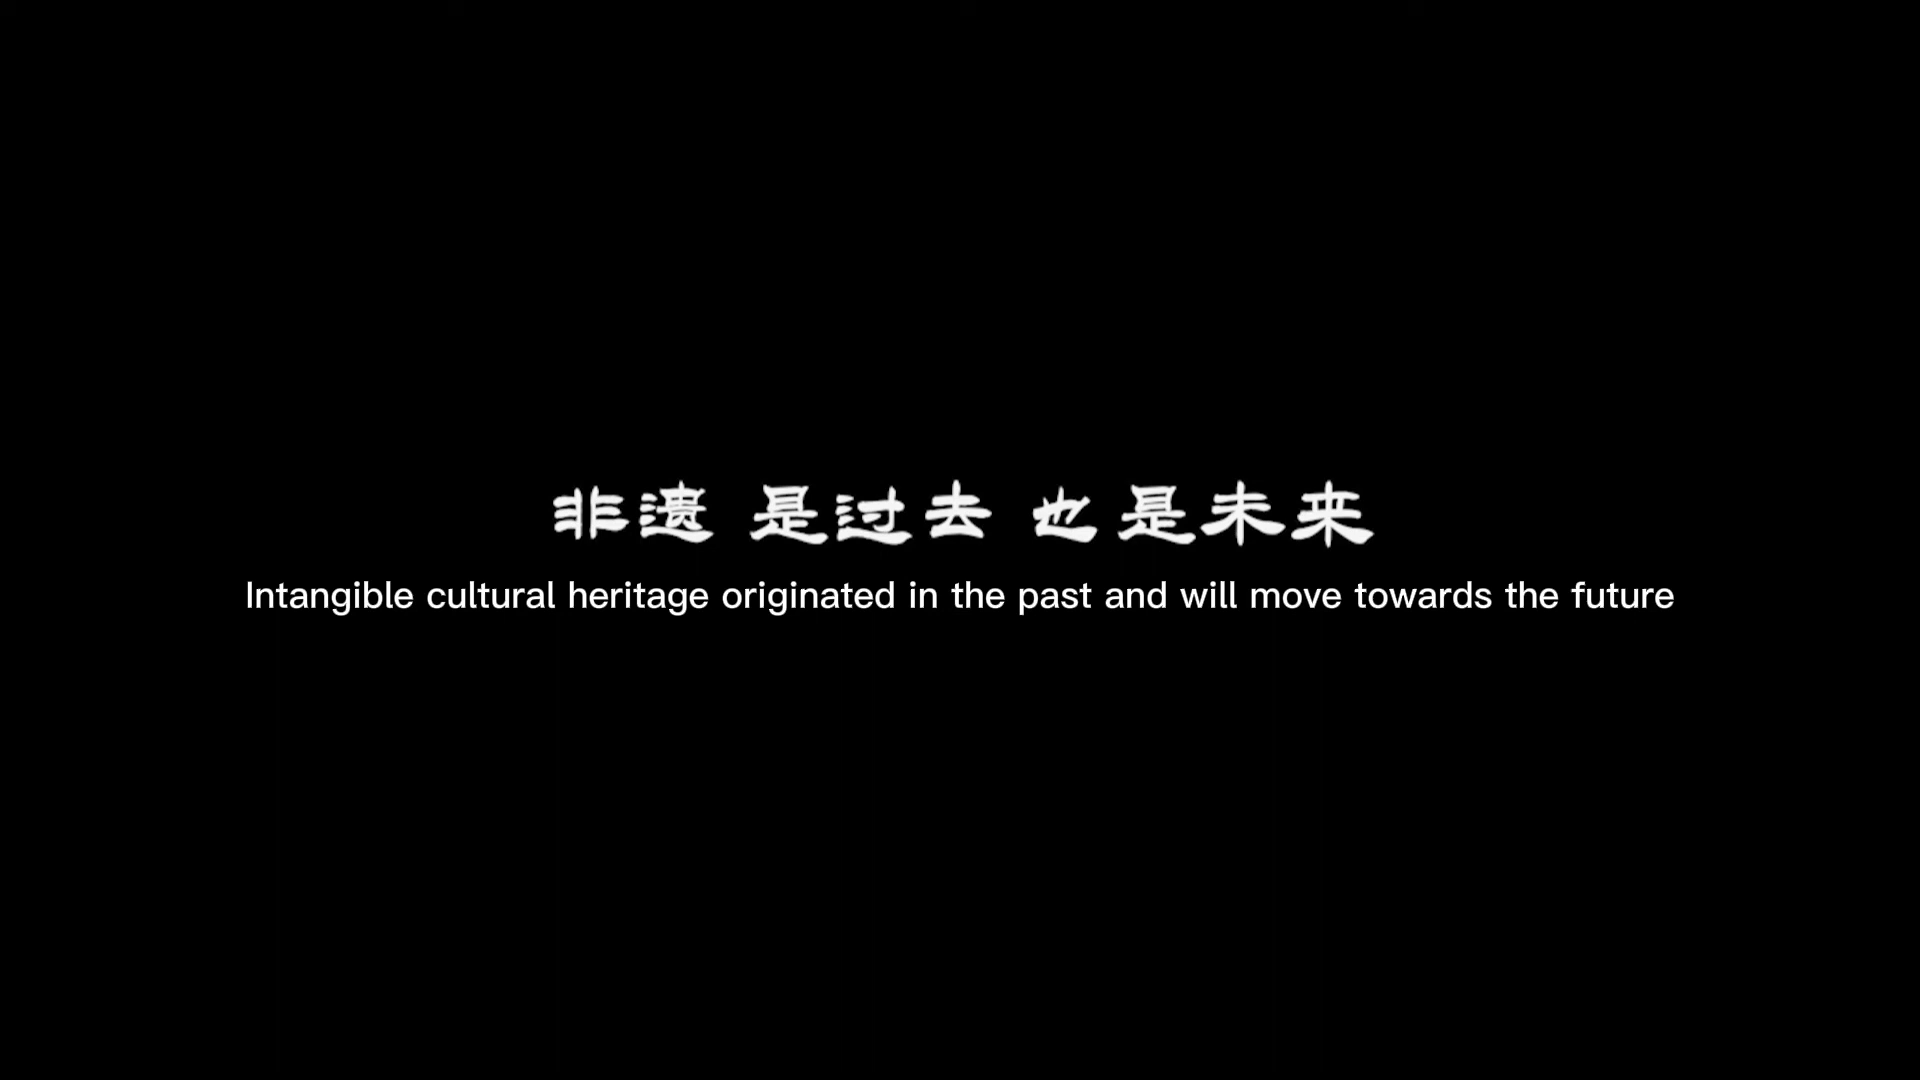 非遗 是过去 也是未来
Intangible cultural heritage originated in the past and will move towards the future